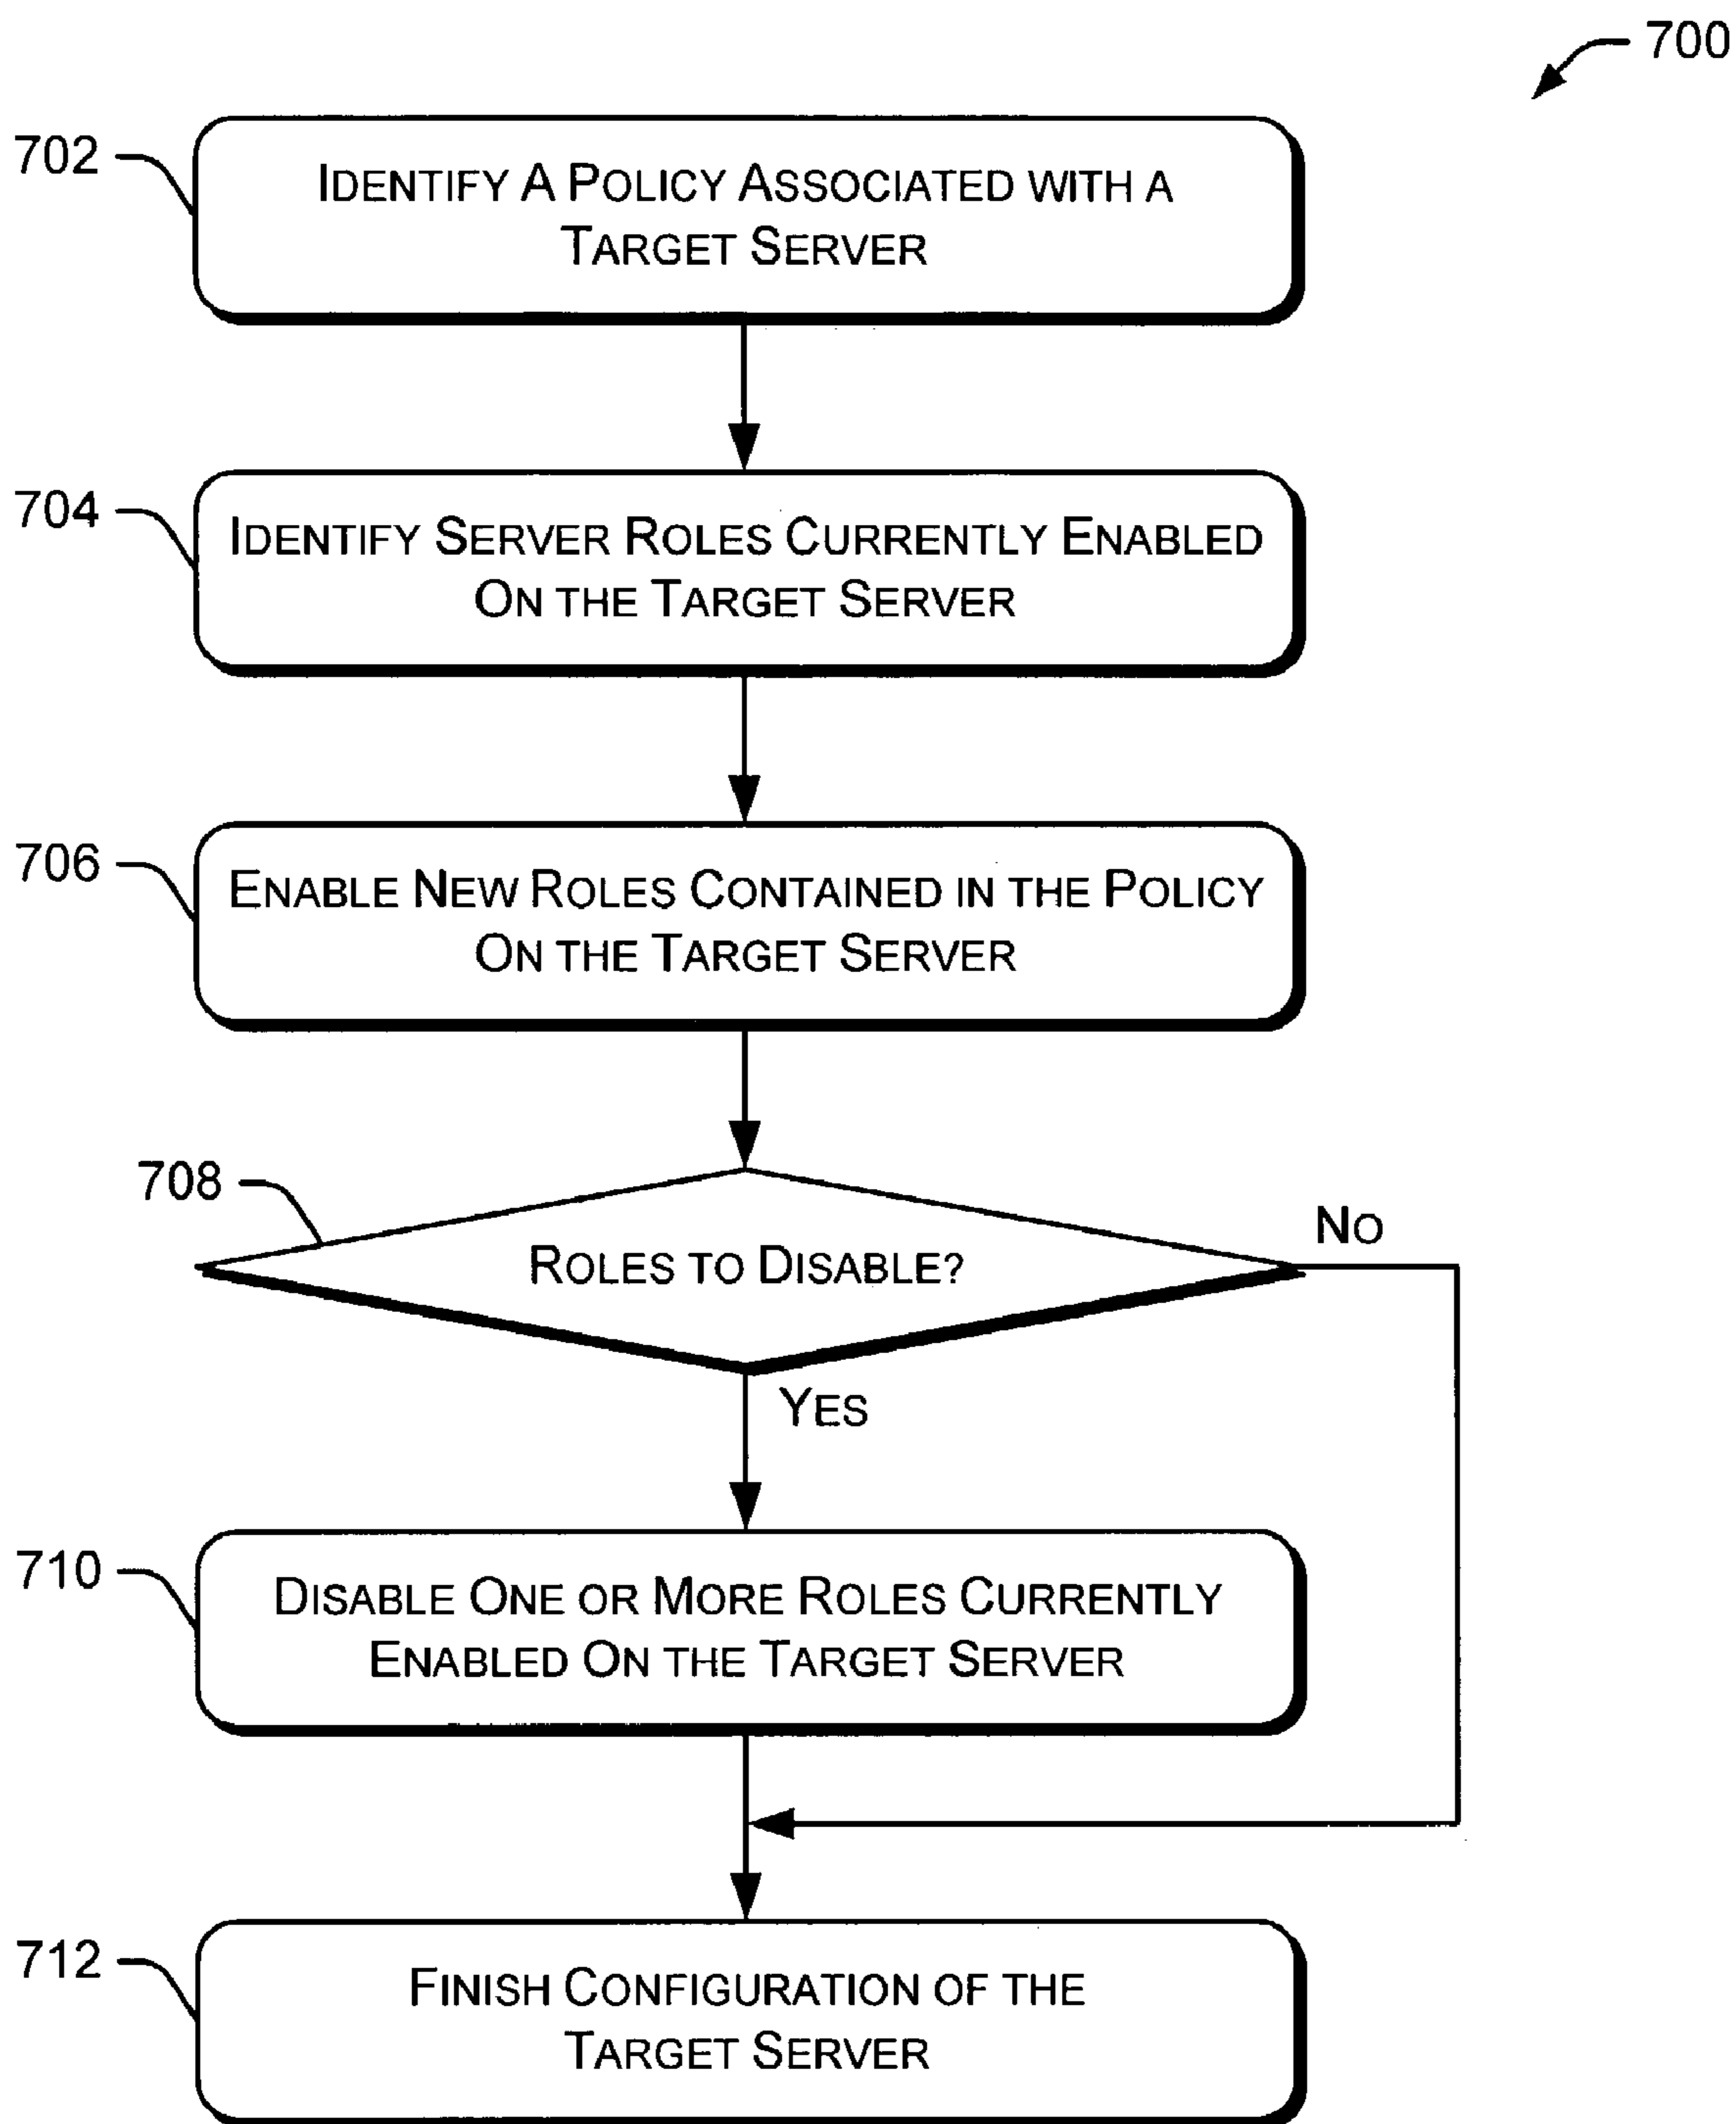 700
702
IDENTIFY A POLICY ASSOCIATED WITH A
TARGET SERVER
704
IDENTIFY SERVER ROLES CURRENTLY ENABLED
ON THE TARGET SERVER
706
ENABLE NEW ROLES CONTAINED IN THE POLICY
ON THE TARGET SERVER
708
ROLES TO DISABLE?
NO
YES
710
DISABLE ONE OR MORE ROLES CURRENTLY
ENABLED ON THE TARGET SERVER
712
FINISH CONFIGURATION OF THE
TARGET SERVER